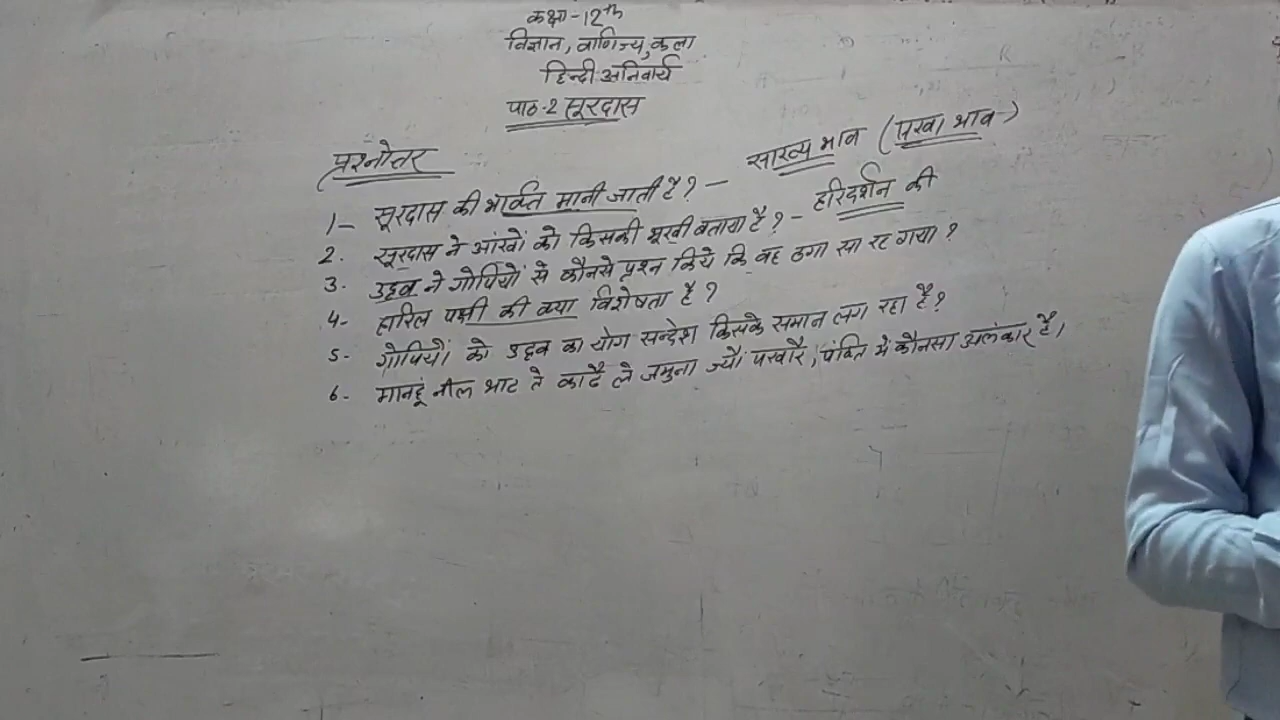 कक्षा-12th
विज्ञान, वाणिज्य, कला
हिन्दी अनिवार्य
पाठ-2 सूरदास
प्रश्नोत्तर
1- सूरदास की भक्ति मानी जाती है? - साख्य भाव (सखा भाव)
2. सूरदास ने आंखों को किसकी भूखी बताया है? - हरिदर्शन की
3. उद्धव ने गोपियों से कौनसे प्रश्न किये कि वह ठगा सा रह गया?
4- हारिल पक्षी की क्या विशेषता है?
5- गोपियों को उद्धव का योग सन्देश किसके समान लग रहा है?
6- मानहूं नील भाट ते काढै ले जमुना ज्यौं पखारै, पंक्ति में कौनसा अलंकार है।